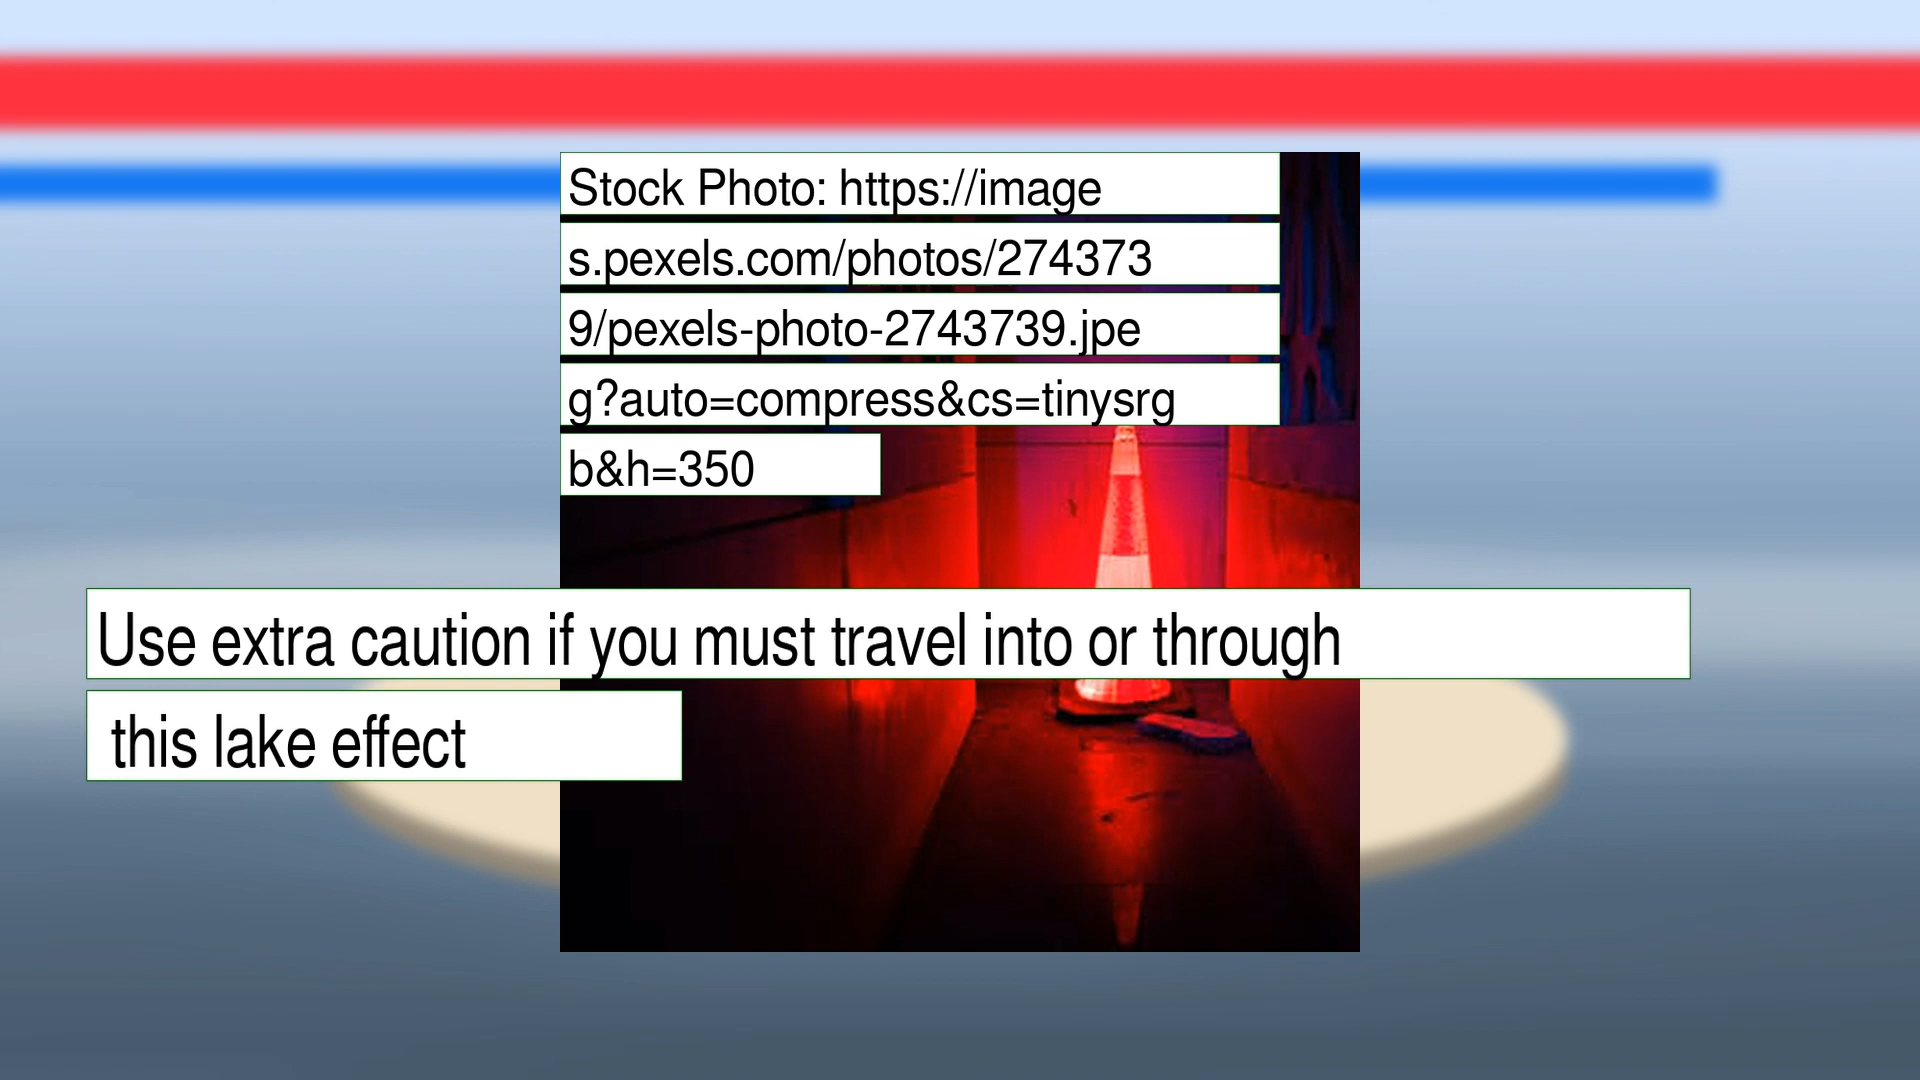 Stock Photo: https://image
s.pexels.com/photos/274373
9/pexels-photo-2743739.jpe
g?auto=compress&cs=tinysrg
b&h=350
Use extra caution if you must travel into or through
this lake effect